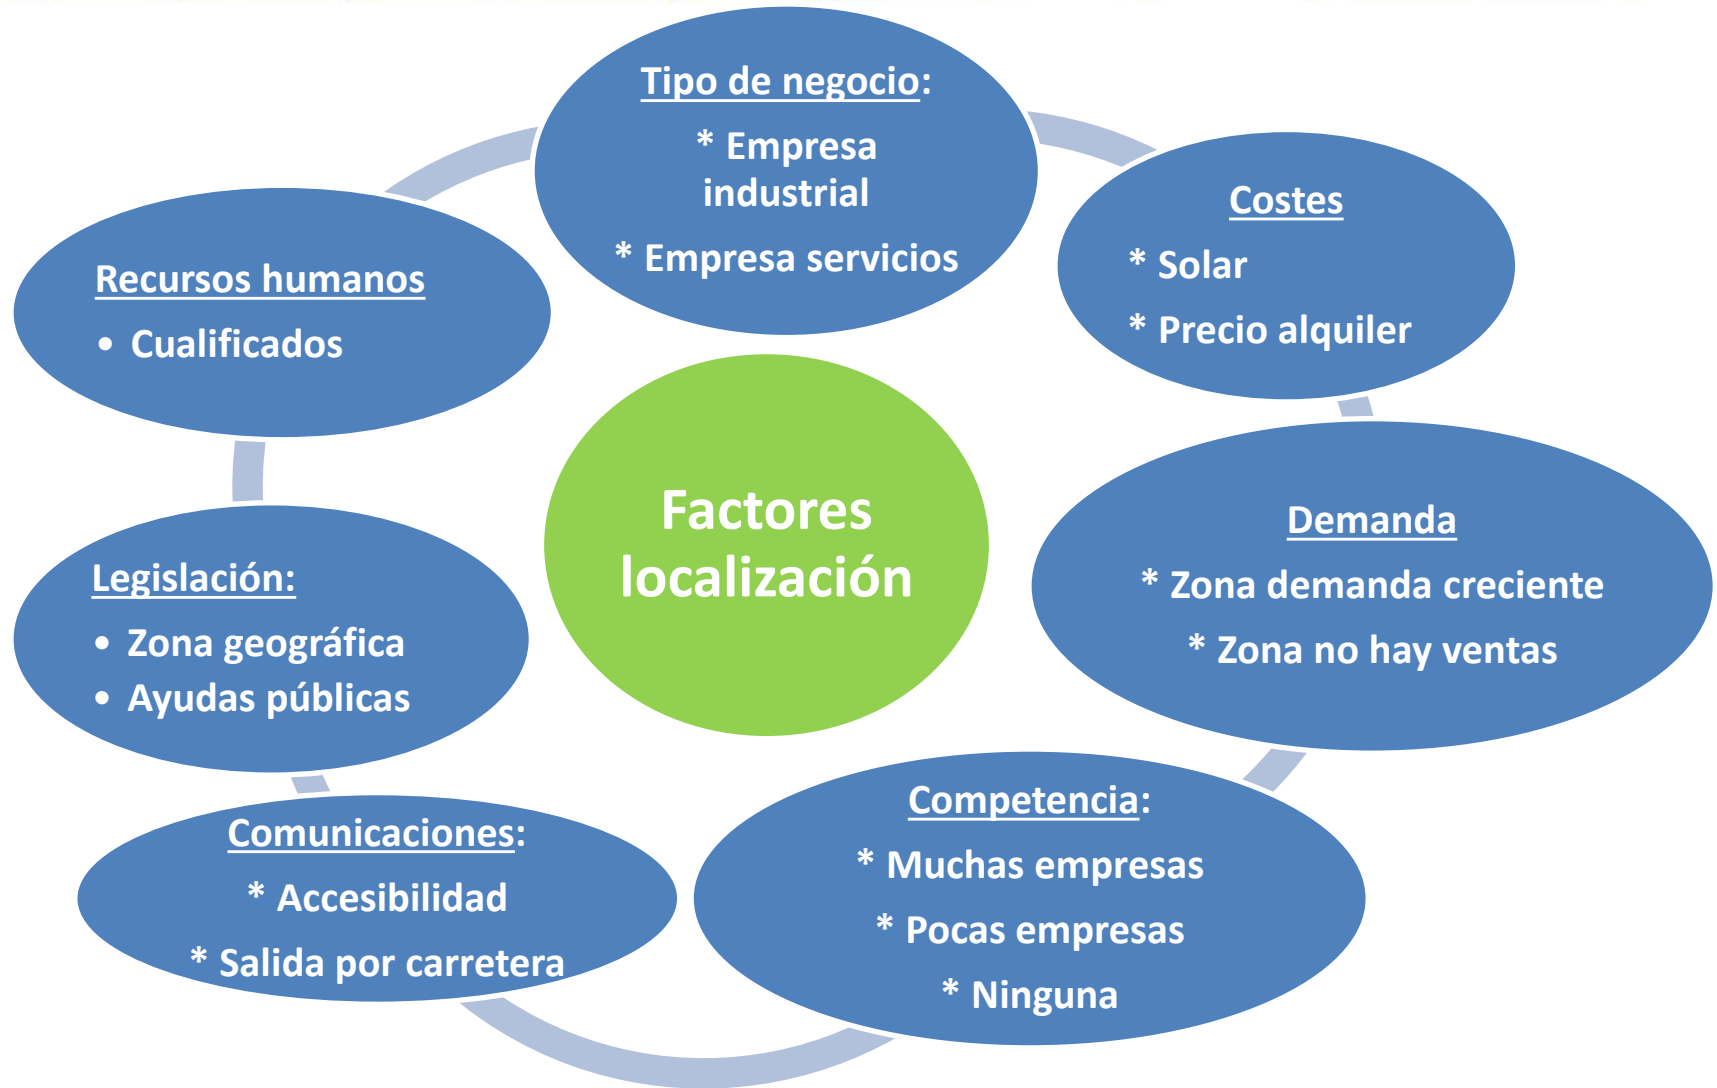 Tipo de negocio:
* Empresa
industrial
* Empresa servicios
Costes
* Solar
* Precio alquiler
Demanda
* Zona demanda creciente
* Zona no hay ventas
Competencia:
* Muchas empresas
* Pocas empresas
* Ninguna
Comunicaciones:
* Accesibilidad
* Salida por carretera
Legislación:
• Zona geográfica
• Ayudas públicas
Recursos humanos
• Cualificados
Factores
localización